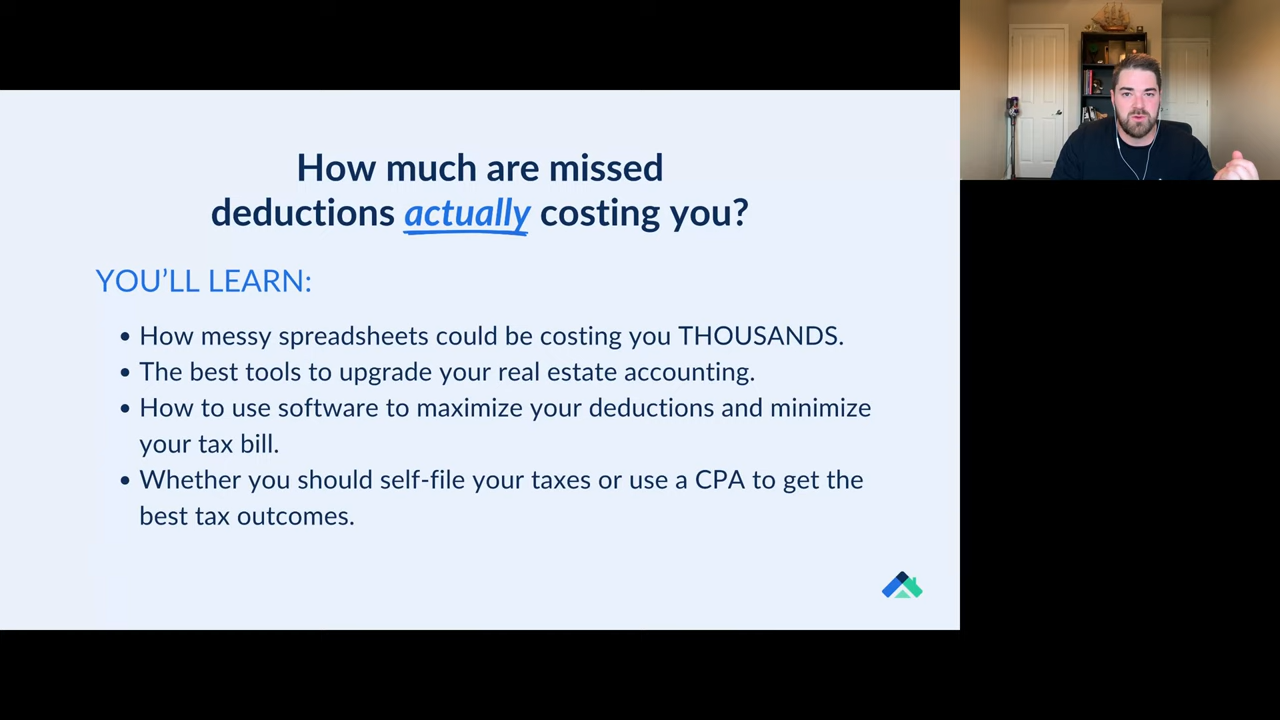 How much are missed
deductions actually costing you?
YOU’LL LEARN:
• How messy spreadsheets could be costing you THOUSANDS.
• The best tools to upgrade your real estate accounting.
• How to use software to maximize your deductions and minimize
your tax bill.
• Whether you should self-file your taxes or use a CPA to get the
best tax outcomes.